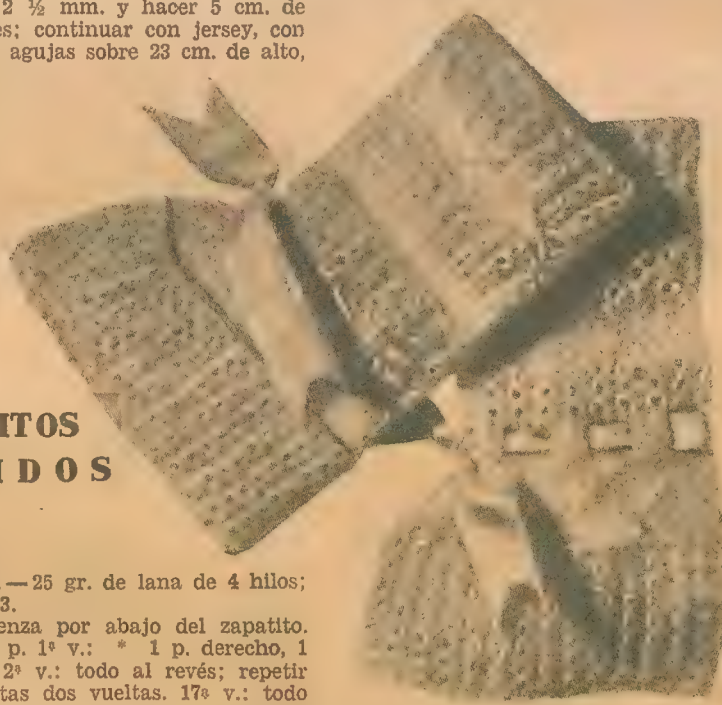 2 ½ mm. y hacer 5 cm. de
es; continuar con jersey, con
agujas sobre 23 cm. de alto,
ITOS
IDOS
— 25 gr. de lana de 4 hilos;
3.
enza por abajo del zapatito.
p. 1ª v.: * 1 p. derecho, 1
2ª v.: todo al revés; repetir
tas dos vueltas. 17ª v.: todo